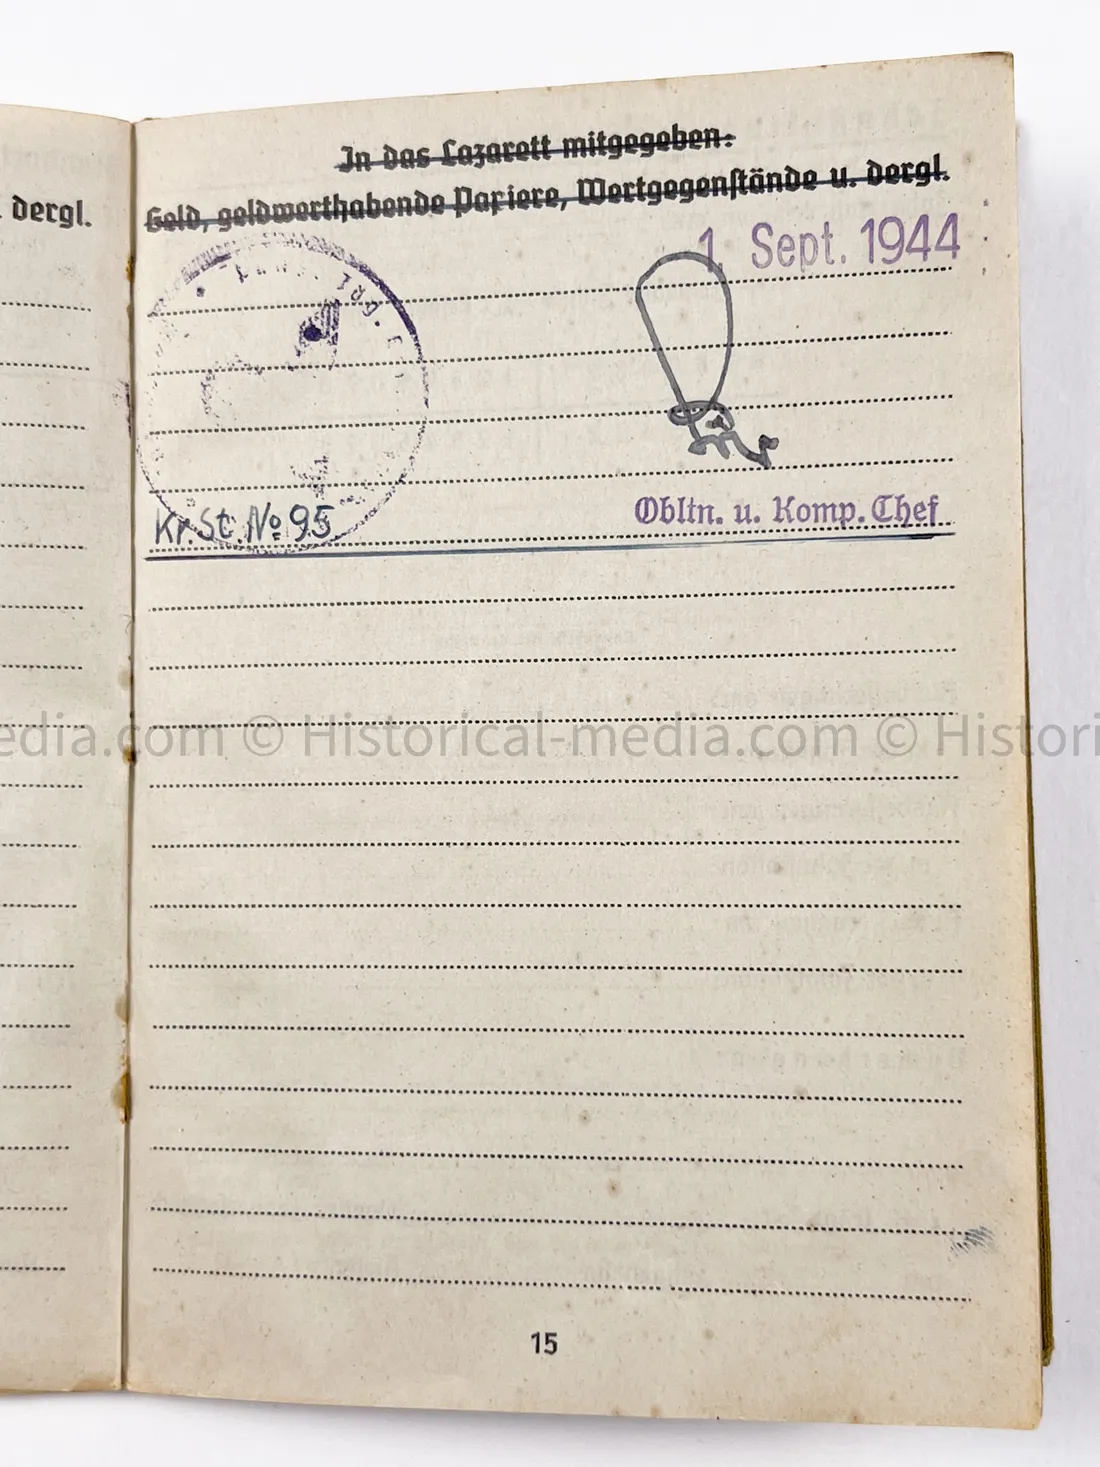 dergl.
In das Lazarett mitgegeben:
Geld, geldwerthabende Papiere, Wertgegenstände u. dergl.
1. Sept. 1944
Kr. St. No 95
Obltn. u. Komp. Chef
edia.com © Historical-media.com © Histori
15